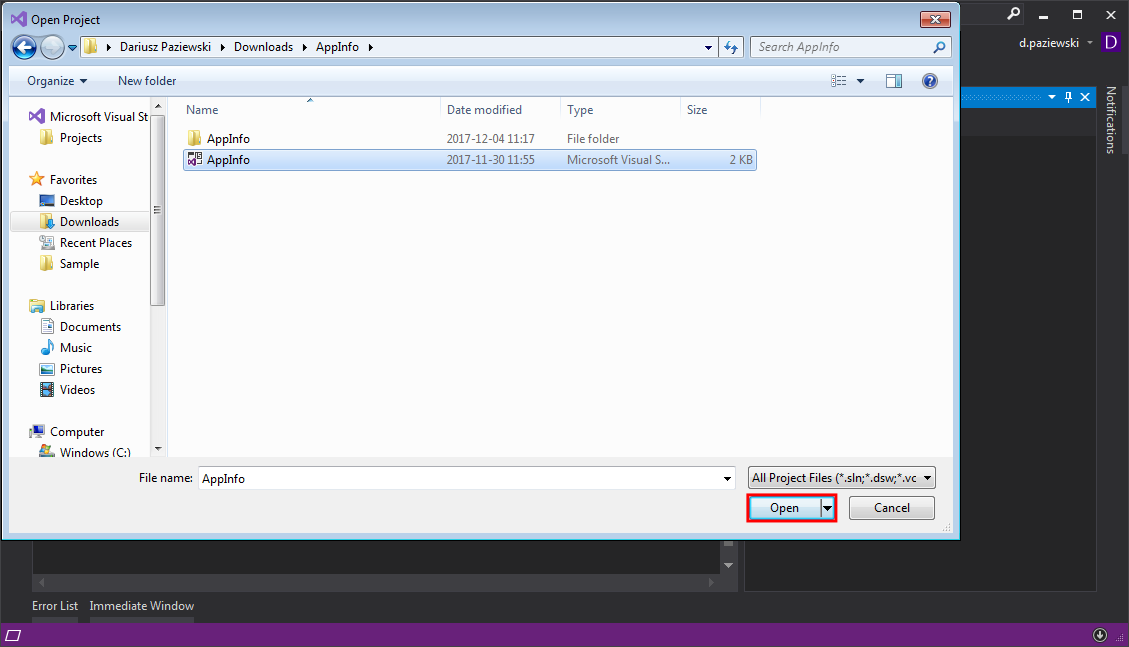 Open Project
d.paziewski
D
Dariusz Paziewski Downloads AppInfo
Search AppInfo
Organize New folder
Notifications
Microsoft Visual St
Projects
Favorites
Desktop
Downloads
Recent Places
Sample
Libraries
Documents
Music
Pictures
Videos
Computer
Windows (C:)
Name Date modified Type Size
AppInfo 2017-12-04 11:17 File folder
AppInfo 2017-11-30 11:55 Microsoft Visual S... 2 KB
File name: AppInfo
All Project Files (*.sln;*.dsw;*.vc
Open Cancel
Error List Immediate Window